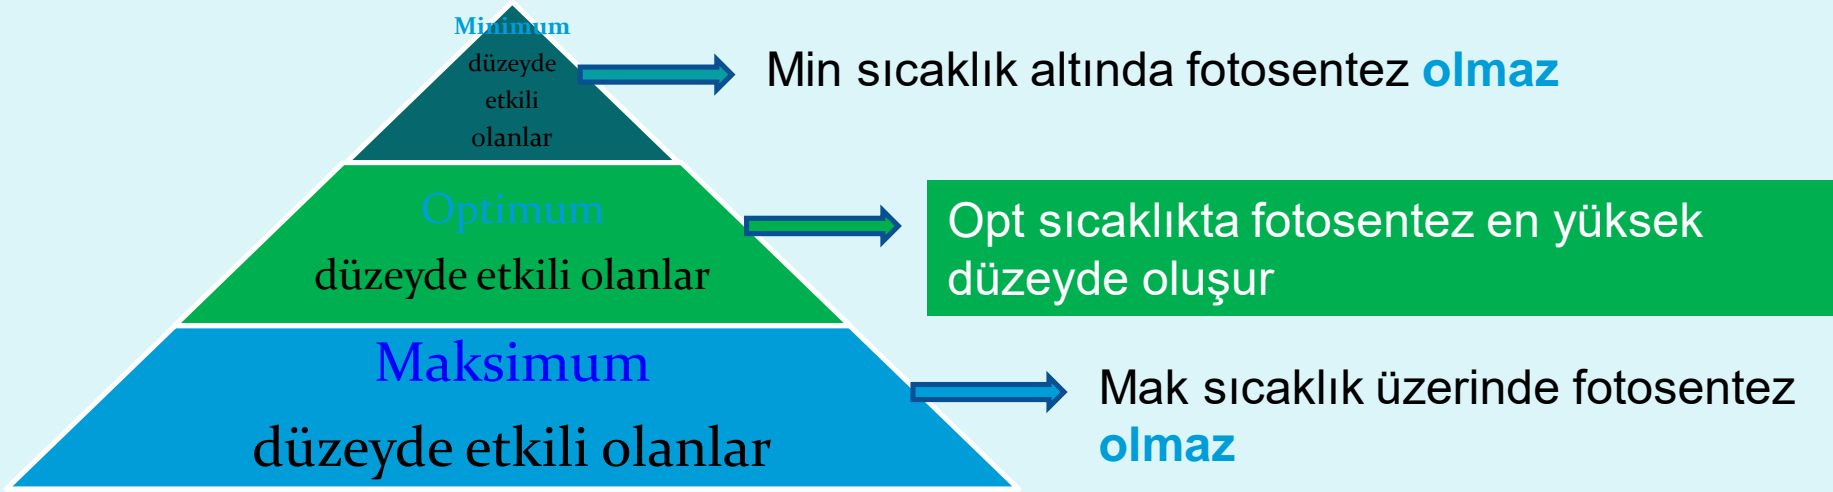 Minimum
düzeyde
etkili
olanlar
Min sıcaklık altında fotosentez olmaz
Optimum
düzeyde etkili olanlar
Opt sıcaklıkta fotosentez en yüksek
düzeyde oluşur
Maksimum
düzeyde etkili olanlar
Mak sıcaklık üzerinde fotosentez
olmaz